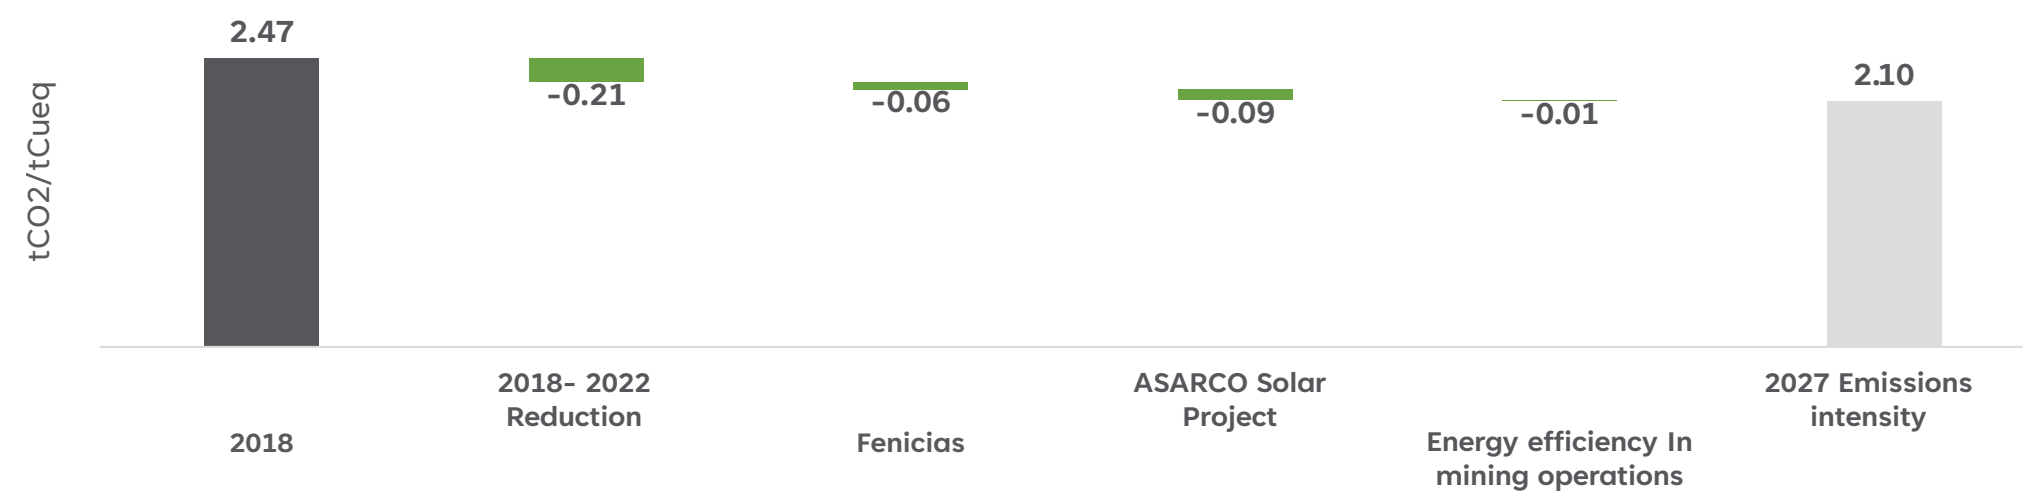 2.47
-0.21
-0.06
-0.09
-0.01
2.10
tCO2/tCueq
2018
2018- 2022
Reduction
Fenicias
ASARCO Solar
Project
Energy efficiency In
mining operations
2027 Emissions
intensity